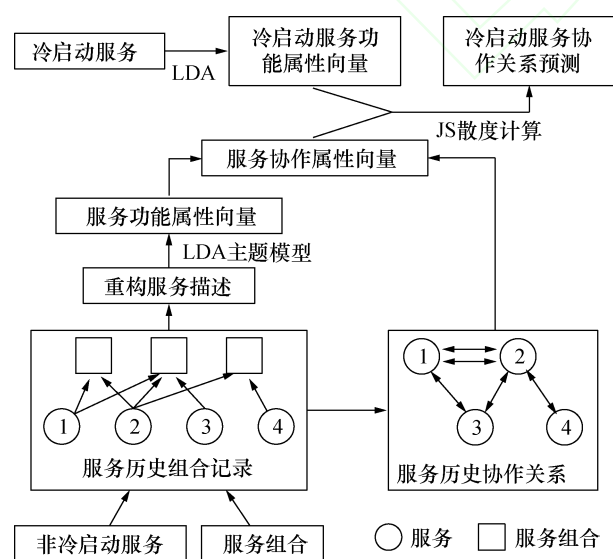 冷启动服务
LDA
冷启动服务功
能属性向量
冷启动服务协
作关系预测
JS散度计算
服务协作属性向量
服务功能属性向量
LDA主题模型
重构服务描述
1
2
3
4
服务历史组合记录
1
2
3
4
服务历史协作关系
非冷启动服务
服务组合
服务
服务组合